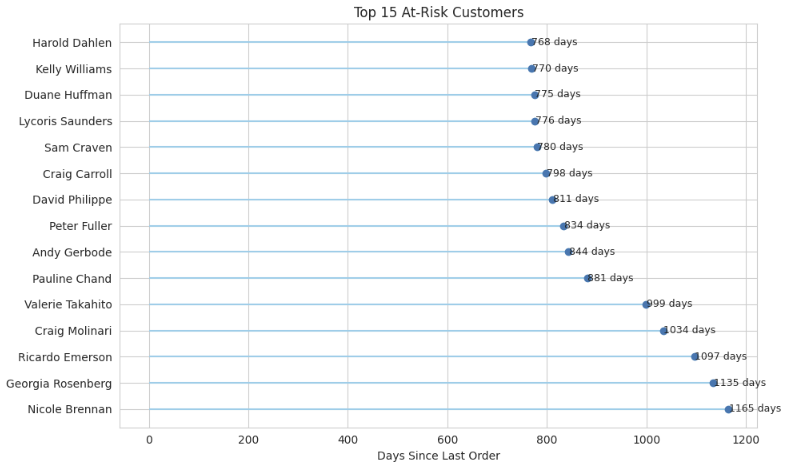 Top 15 At-Risk Customers
Harold Dahlen 768 days
Kelly Williams 770 days
Duane Huffman 775 days
Lycoris Saunders 776 days
Sam Craven 780 days
Craig Carroll 798 days
David Philippe 811 days
Peter Fuller 834 days
Andy Gerbode 844 days
Pauline Chand 881 days
Valerie Takahito 999 days
Craig Molinari 1034 days
Ricardo Emerson 1097 days
Georgia Rosenberg 1135 days
Nicole Brennan 1165 days
0 200 400 600 800 1000 1200
Days Since Last Order